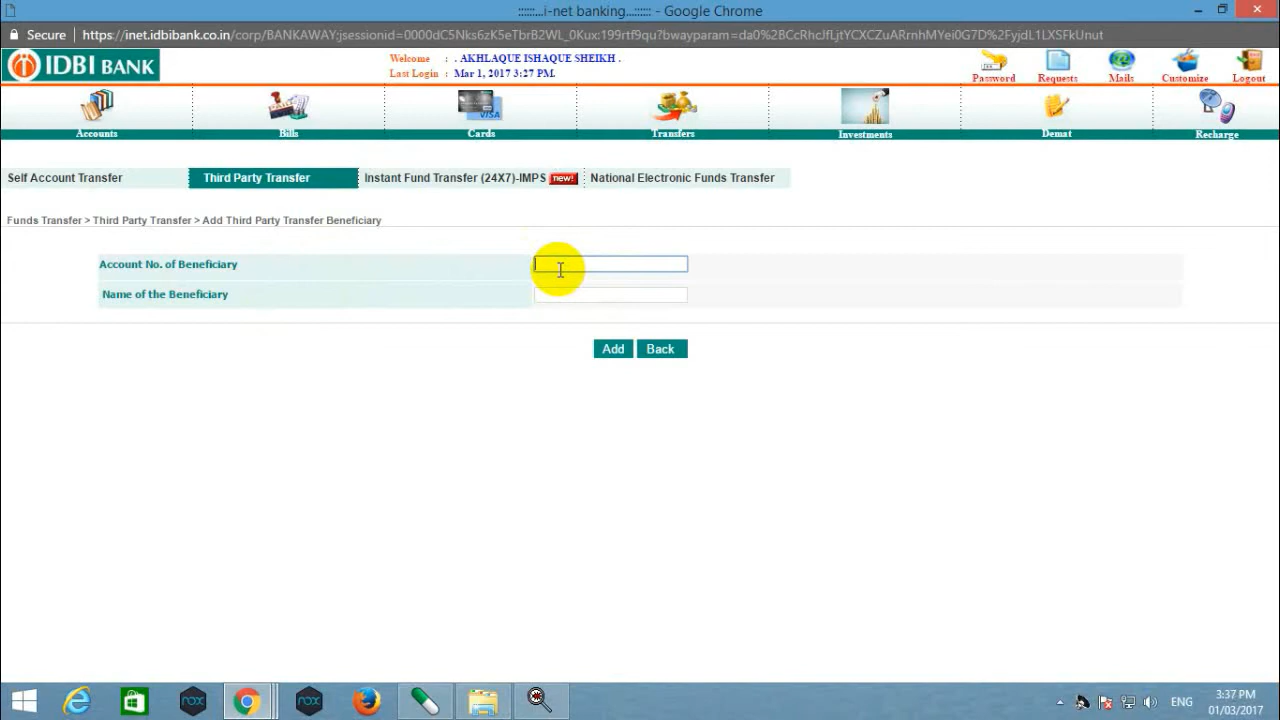 ::::::...i-net banking...:::::: - Google Chrome
Secure https://inet.idbibank.co.in/corp/BANKAWAY;jsessionid=0000dC5Nks6zK5eTbrB2WL_0Kux:199rtf9qu?bwayparam=da0%2BCcRhcJfLjtYCXCZuARrnhMYei0G7D%2FyjdL1LXSFkUnut
IDBI BANK
Welcome : . AKHLAQUE ISHAQUE SHEIKH .
Last Login : Mar 1, 2017 3:27 PM.
Password Requests Mails Customize Logout
VISA
Accounts Bills Cards Transfers Investments Demat Recharge
Self Account Transfer Third Party Transfer Instant Fund Transfer (24X7)-IMPS new! National Electronic Funds Transfer
Funds Transfer > Third Party Transfer > Add Third Party Transfer Beneficiary
Account No. of Beneficiary
Name of the Beneficiary
Add Back
nox nox ENG 3:37 PM
01/03/2017